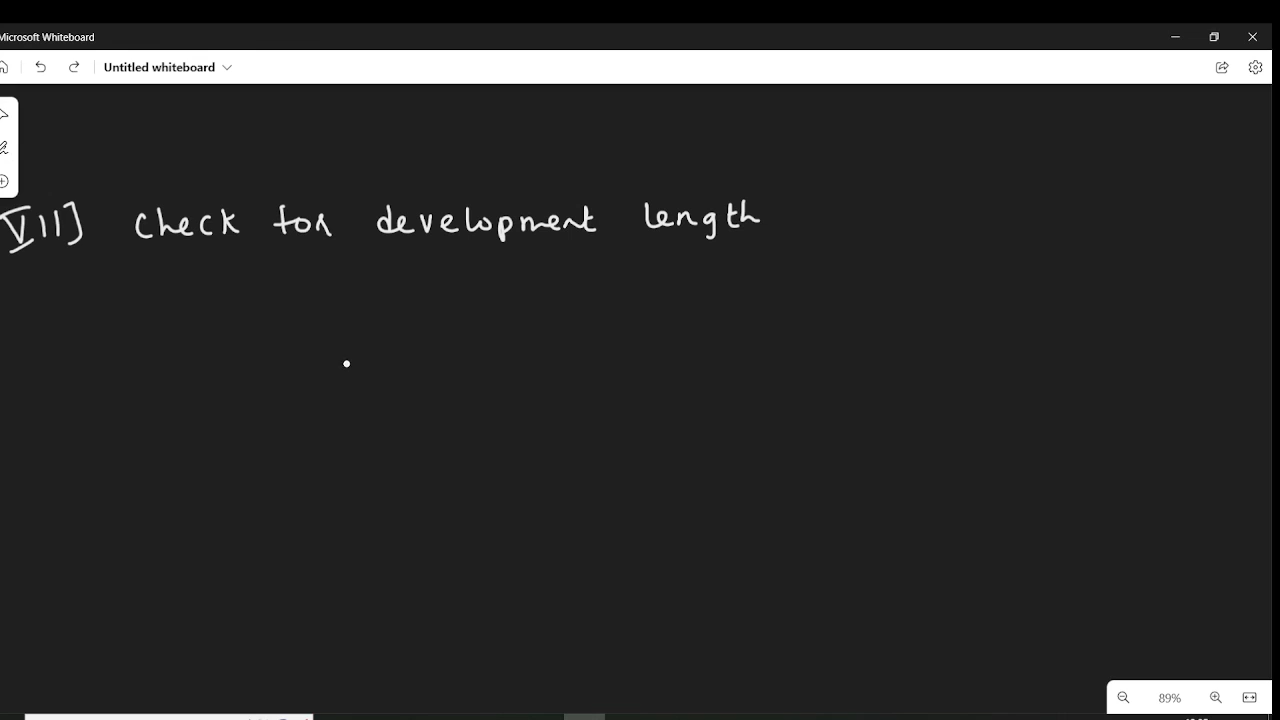 Microsoft Whiteboard
Untitled whiteboard
VII] Check for development length
89%